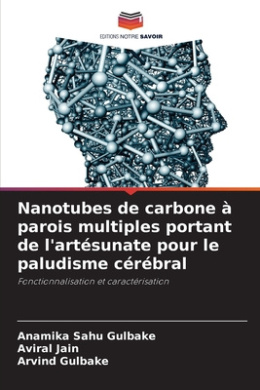 EDITIONS NOTRE SAVOIR
Nanotubes de carbone à
parois multiples portant
de l'artésunate pour le
paludisme cérébral
Fonctionnalisation et caractérisation
Anamika Sahu Gulbake
Aviral Jain
Arvind Gulbake